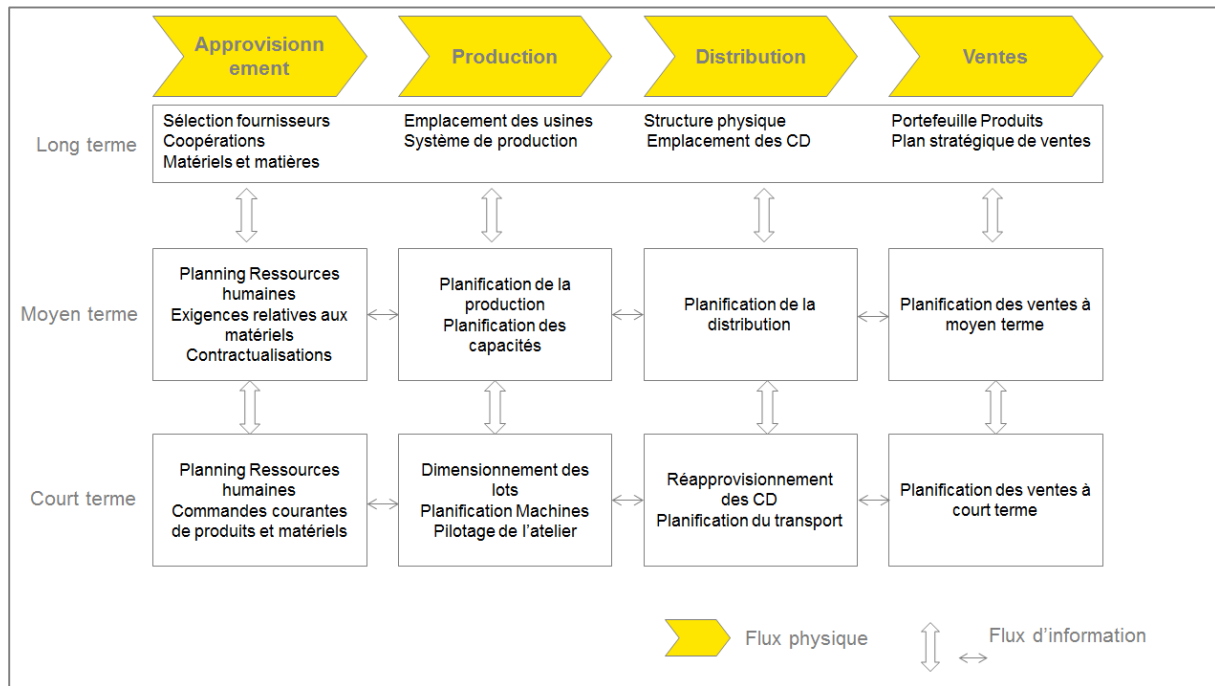 Approvisionn
ement
Production
Distribution
Ventes
Long terme
Sélection fournisseurs
Coopérations
Matériels et matières
Emplacement des usines
Système de production
Structure physique
Emplacement des CD
Portefeuille Produits
Plan stratégique de ventes
Moyen terme
Planning Ressources
humaines
Exigences relatives aux
matériels
Contractualisations
Planification de la
production
Planification des
capacités
Planification de la
distribution
Planification des ventes à
moyen terme
Court terme
Planning Ressources
humaines
Commandes courantes
de produits et matériels
Dimensionnement des
lots
Planification Machines
Pilotage de l'atelier
Réapprovisionnement
des CD
Planification du transport
Planification des ventes à
court terme
Flux physique
Flux d'information